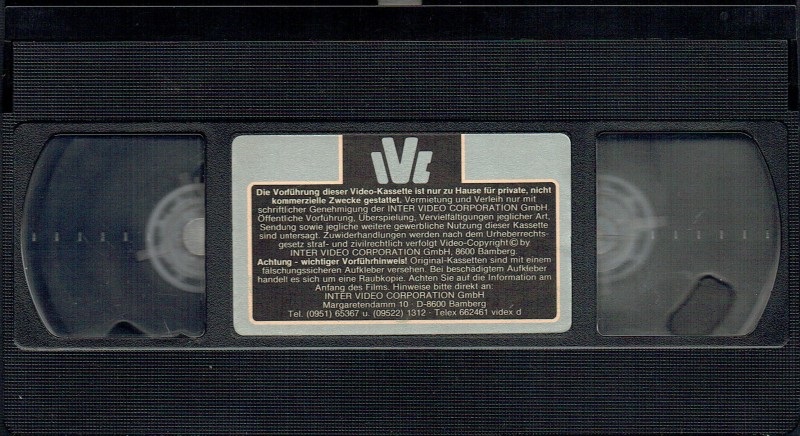 IVC
Die Vorführung dieser Video-Kassette ist nur zu Hause für private, nicht
kommerzielle Zwecke gestattet. Vermietung und Verleih nur mit
schriftlicher Genehmigung der INTER VIDEO CORPORATION GmbH.
Öffentliche Vorführung, Überspielung, Vervielfältigungen jeglicher Art,
Sendung sowie jegliche weitere gewerbliche Nutzung dieser Kassette
sind untersagt. Zuwiderhandlungen werden nach dem Urheberrechts-
gesetz straf- und zivilrechtlich verfolgt Video-Copyright © by
INTER VIDEO CORPORATION GmbH, 8600 Bamberg.
Achtung - wichtiger Vorführhinweis! Original-Kassetten sind mit einem
fälschungssicheren Aufkleber versehen. Bei beschädigtem Aufkleber
handelt es sich um eine Raubkopie. Achten Sie auf die Information am
Anfang des Films. Hinweise bitte direkt an:
INTER VIDEO CORPORATION GmbH
Margaretendamm 10 · D-8600 Bamberg
Tel. (0951) 65367 u. (09522) 1312 · Telex 662461 videx d